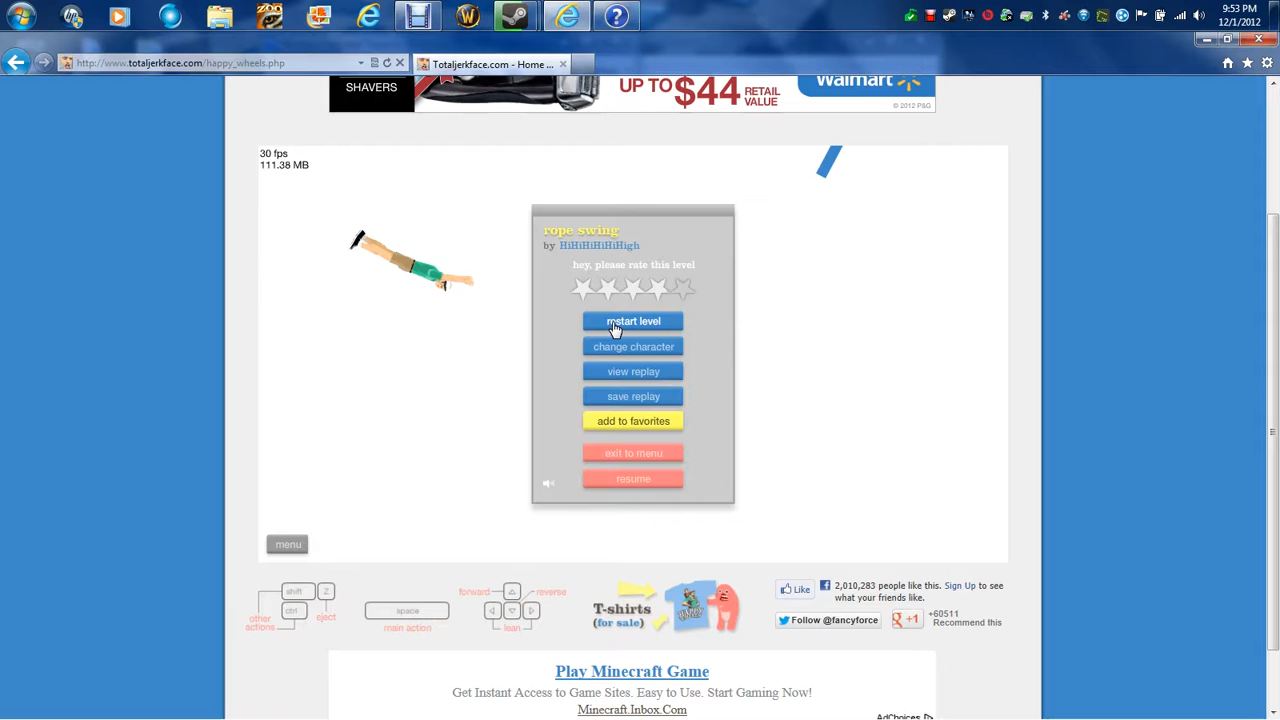 9:53 PM
12/1/2012
http://www.totaljerkface.com/happy_wheels.php
Totaljerkface.com - Home ...
SHAVERS
UP TO $44 RETAIL VALUE
Walmart
© 2012 P&G
30 fps
111.38 MB
rope swing
by HiHiHiHiHiHigh
hey, please rate this level
restart level
change character
view replay
save replay
add to favorites
exit to menu
resume
menu
shift
Z
ctrl
other actions
eject
space
main action
forward
reverse
lean
T-shirts
(for sale)
Like
2,010,283 people like this. Sign Up to see
what your friends like.
Follow @fancyforce
+1
+60511
Recommend this
Play Minecraft Game
Get Instant Access to Game Sites. Easy to Use. Start Gaming Now!
Minecraft.Inbox.Com
AdChoices